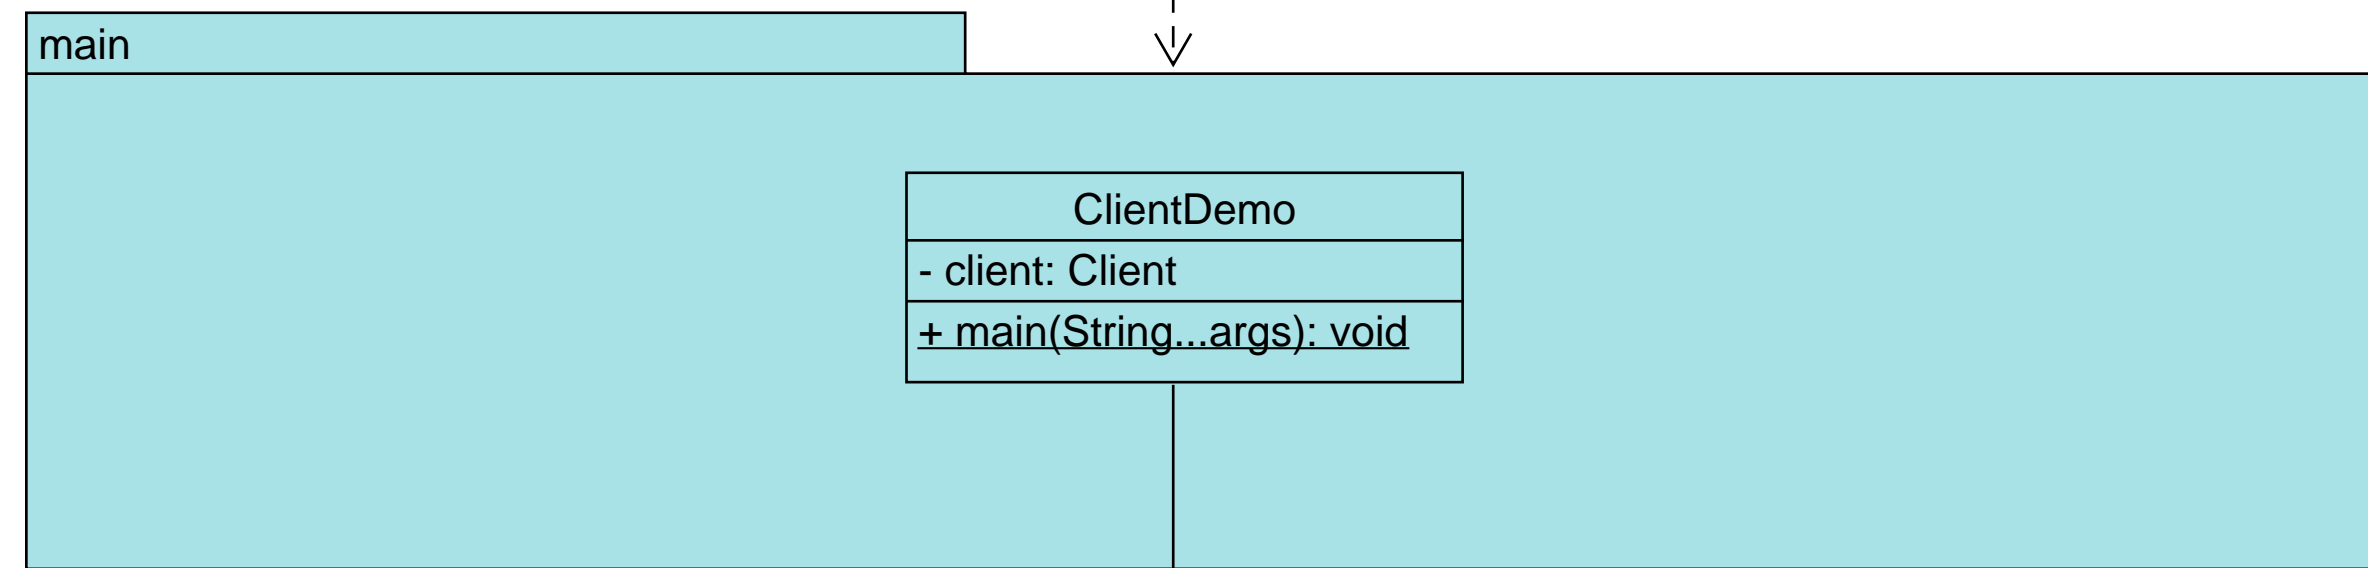 main
ClientDemo
- client: Client
+ main(String...args): void